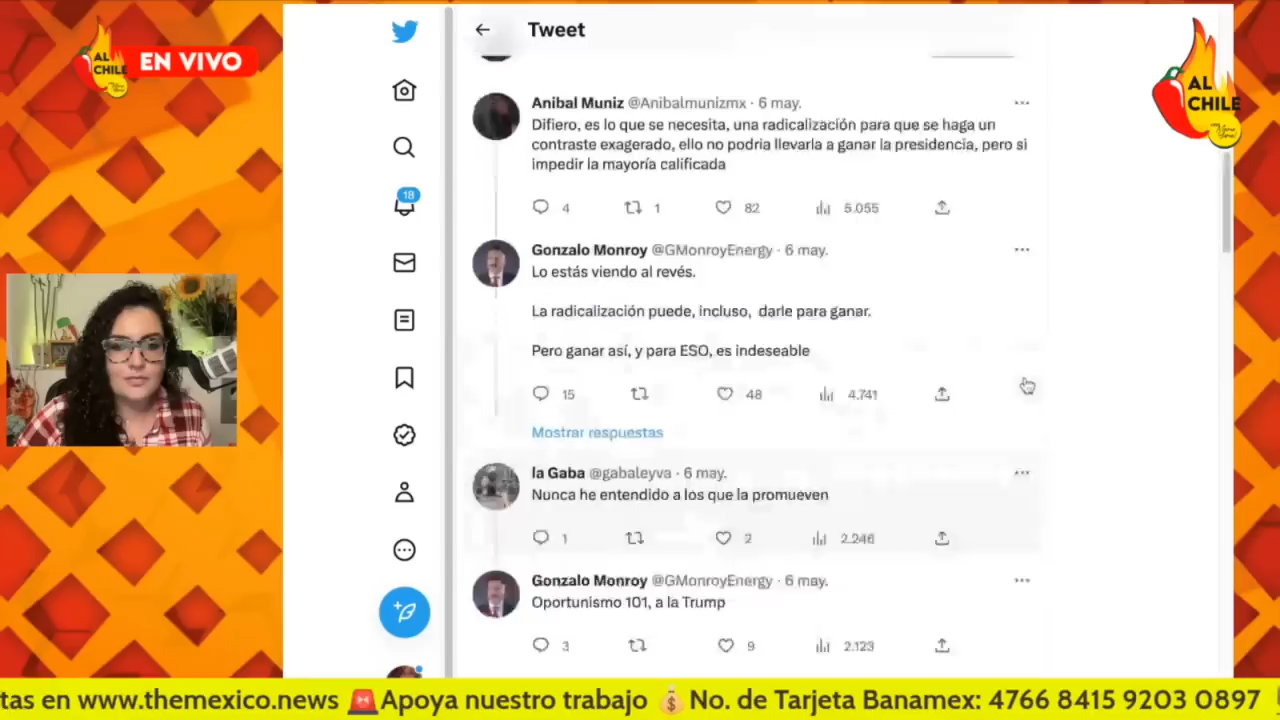 AL CHILE
EN VIVO
Tweet
AL CHILE
18
Anibal Muniz @Anibalmunizmx · 6 may.
Difiero, es lo que se necesita, una radicalización para que se haga un
contraste exagerado, ello no podria llevarla a ganar la presidencia, pero si
impedir la mayoría calificada
4 1 82 5.055
Gonzalo Monroy @GMonroyEnergy · 6 may.
Lo estás viendo al revés.
La radicalización puede, incluso, darle para ganar.
Pero ganar así, y para ESO, es indeseable
15 48 4.741
Mostrar respuestas
la Gaba @gabaleyva · 6 may.
Nunca he entendido a los que la promueven
1 2 2.246
Gonzalo Monroy @GMonroyEnergy · 6 may.
Oportunismo 101, a la Trump
3 9 2.123
tas en www.themexico.news 🚨Apoya nuestro trabajo 💰No. de Tarjeta Banamex: 4766 8415 9203 0897